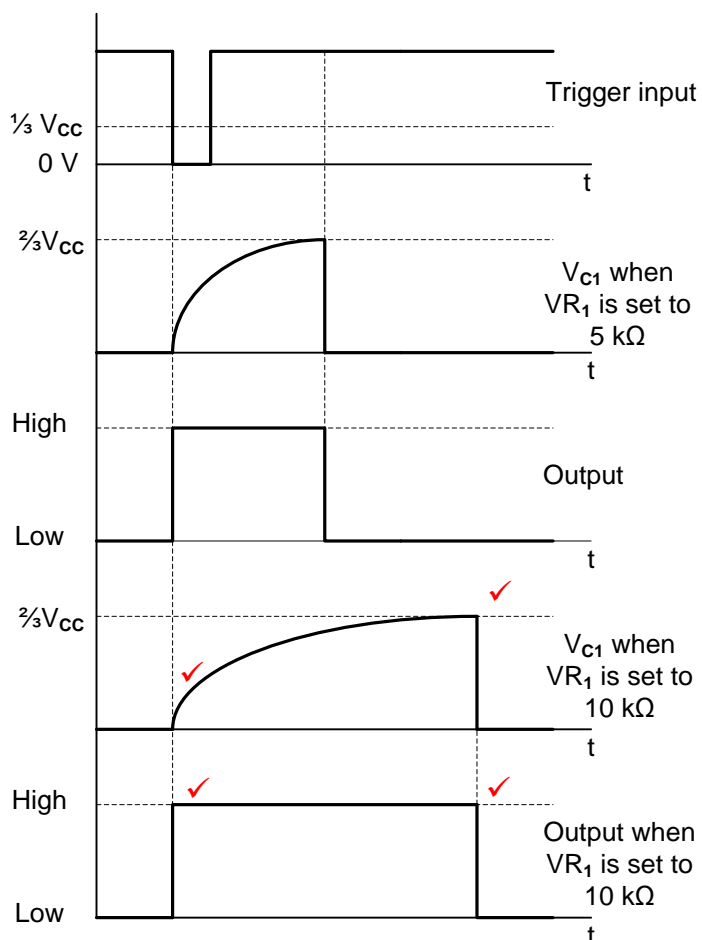 Trigger input
⅓ VCC
0 V
t
⅔VCC
VC1 when
VR1 is set to
5 kΩ
t
High
Output
Low
t
⅔VCC
VC1 when
VR1 is set to
10 kΩ
t
High
Output when
VR1 is set to
10 kΩ
Low
t